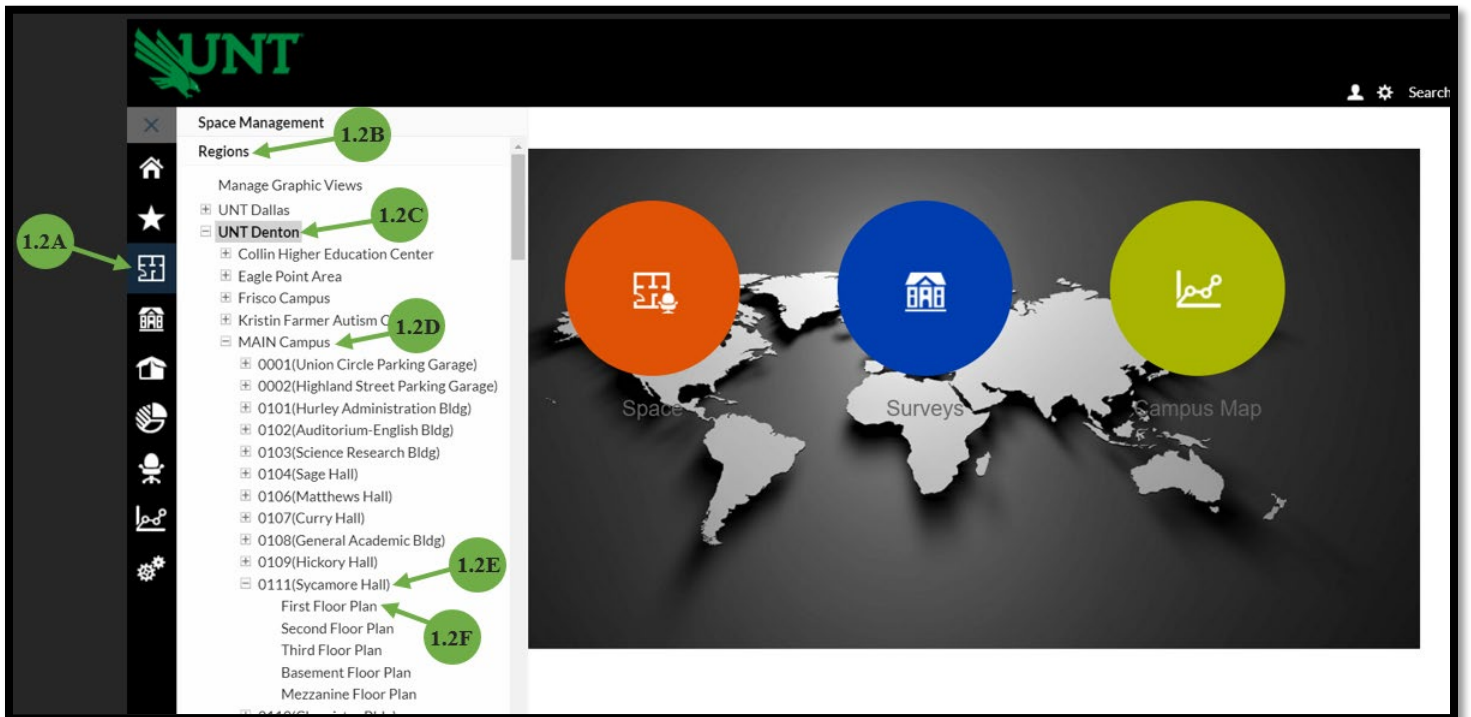 UNT
Search
Space Management
1.2B
Regions
Manage Graphic Views
UNT Dallas
1.2C
UNT Denton
1.2A
Collin Higher Education Center
Eagle Point Area
Frisco Campus
Kristin Farmer Autism C
1.2D
MAIN Campus
0001(Union Circle Parking Garage)
0002(Highland Street Parking Garage)
0101(Hurley Administration Bldg)
0102(Auditorium-English Bldg)
0103(Science Research Bldg)
0104(Sage Hall)
0106(Matthews Hall)
0107(Curry Hall)
0108(General Academic Bldg)
0109(Hickory Hall)
1.2E
0111(Sycamore Hall)
First Floor Plan
Second Floor Plan
1.2F
Third Floor Plan
Basement Floor Plan
Mezzanine Floor Plan
Space
Surveys
Campus Map